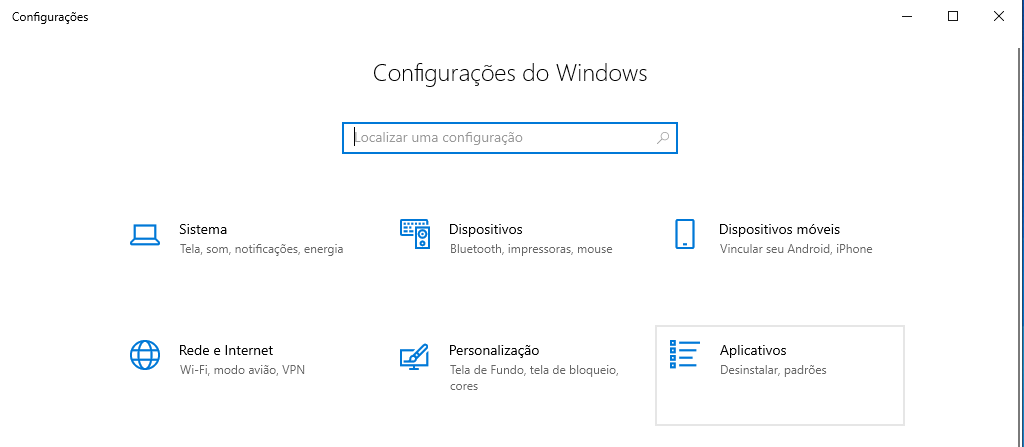 Configurações
Configurações do Windows
Localizar uma configuração
Sistema
Tela, som, notificações, energia
Dispositivos
Bluetooth, impressoras, mouse
Dispositivos móveis
Vincular seu Android, iPhone
Rede e Internet
Wi-Fi, modo avião, VPN
Personalização
Tela de Fundo, tela de bloqueio,
cores
Aplicativos
Desinstalar, padrões